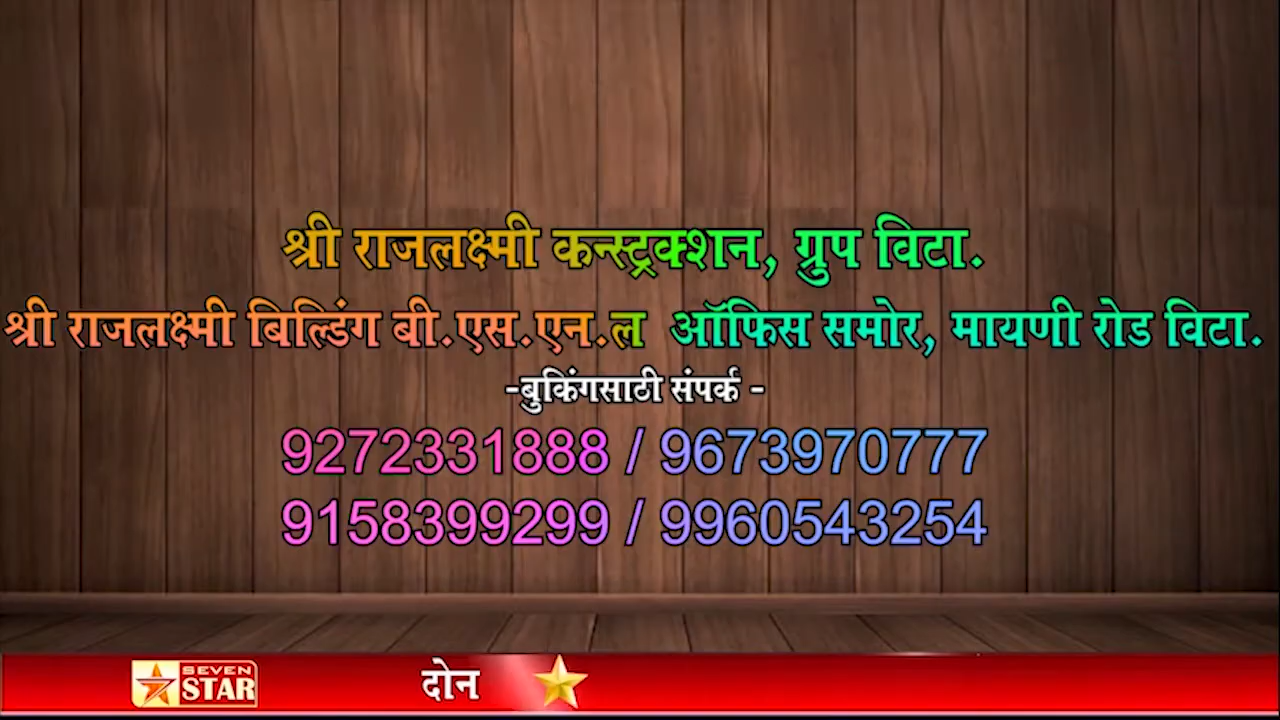 श्री राजलक्ष्मी कन्स्ट्रक्शन, ग्रुप विटा.
श्री राजलक्ष्मी बिल्डिंग बी.एस.एन.ल ऑफिस समोर, मायणी रोड विटा.
-बुकिंगसाटी संपर्क -
9272331888 / 9673970777
9158399299 / 9960543254
SEVEN
STAR
दोन